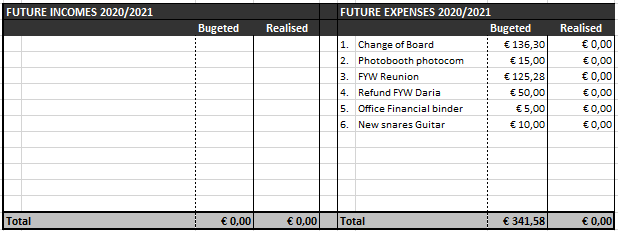 FUTURE INCOMES 2020/2021 FUTURE EXPENSES 2020/2021
Bugeted Realised Bugeted Realised
1. Change of Board € 136,30 € 0,00
2. Photobooth photocom € 15,00 € 0,00
3. FYW Reunion € 125,28 € 0,00
4. Refund FYW Daria € 50,00 € 0,00
5. Office Financial binder € 5,00 € 0,00
6. New snares Guitar € 10,00 € 0,00
Total € 0,00 € 0,00 Total € 341,58 € 0,00